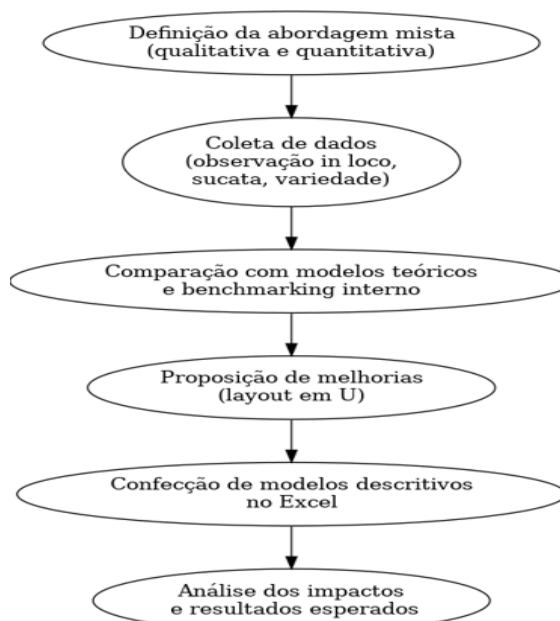 Definição da abordagem mista
(qualitativa e quantitativa)
Coleta de dados
(observação in loco,
sucata, variedade)
Comparação com modelos teóricos
e benchmarking interno
Proposição de melhorias
(layout em U)
Confecção de modelos descritivos
no Excel
Análise dos impactos
e resultados esperados